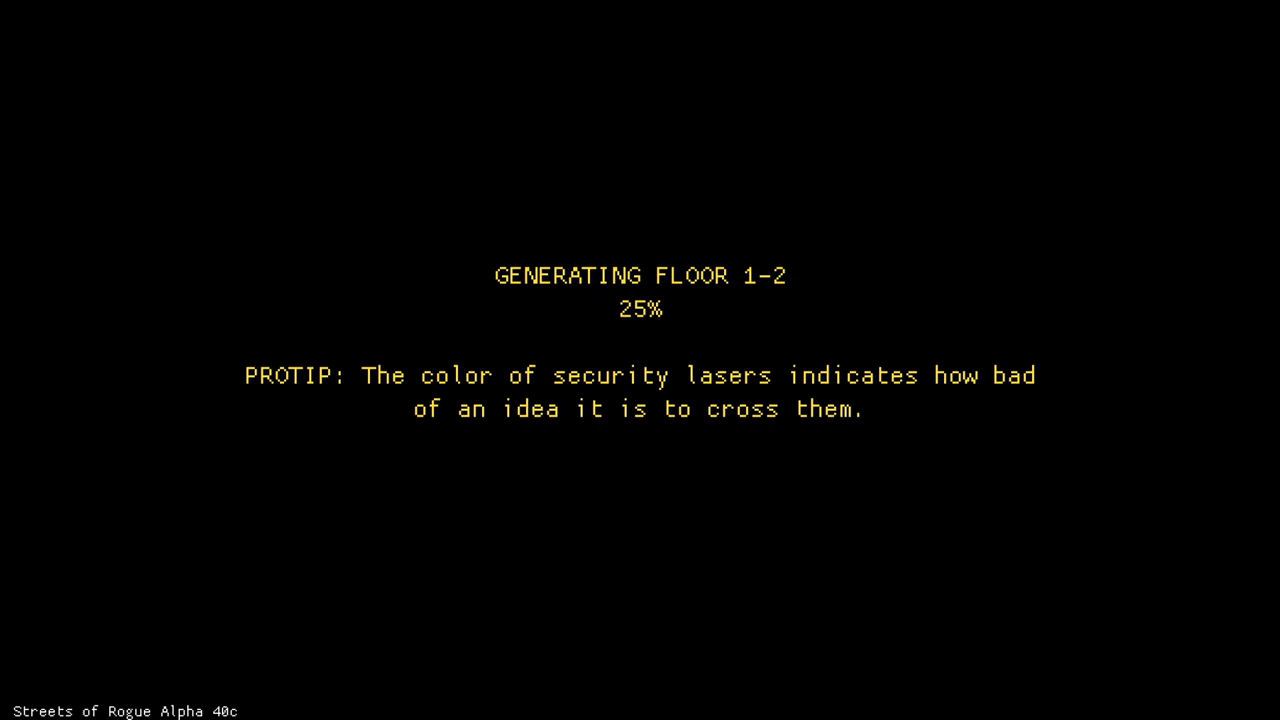 GENERATING FLOOR 1-2
25%
PROTIP: The color of security lasers indicates how bad
of an idea it is to cross them.
Streets of Rogue Alpha 40c